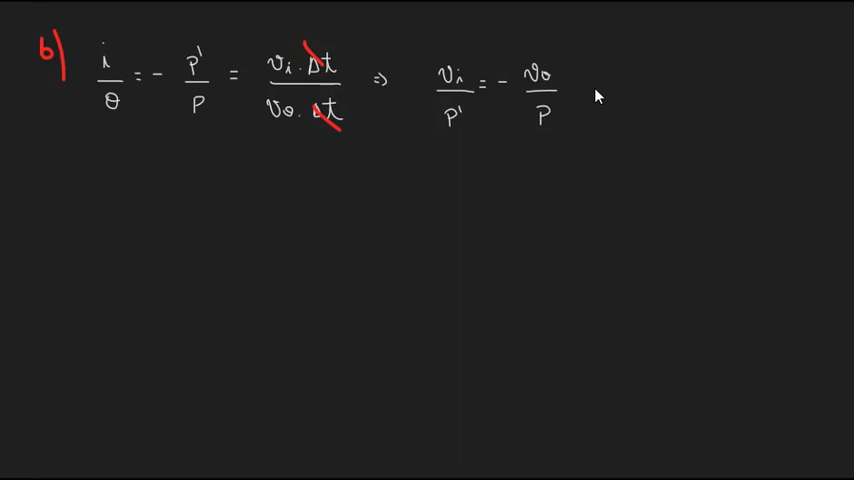 b) i/o = - p'/p = vi . Δt / vo . Δt ⇒ vi/p' = - vo/p